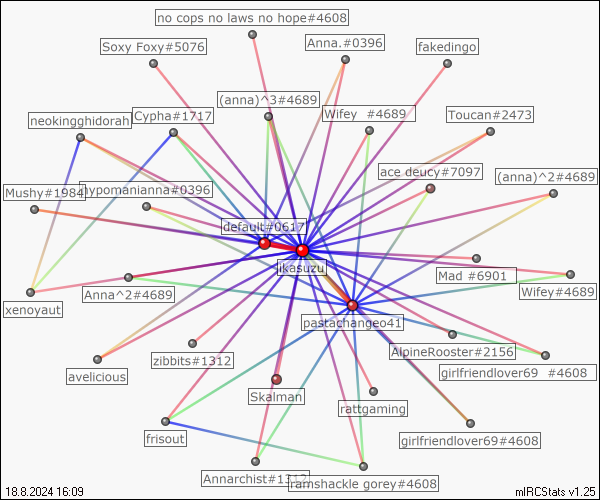 no cops no laws no hope#4608
Soxy Foxy#5076
Anna.#0396
fakedingo
(anna)^3#4689
neokingghidorah
Cypha#1717
Wifey  #4689
Toucan#2473
ace deucy#7097
(anna)^2#4689
Mushy#1984
hypomanianna#0396
default#0617
jikasuzu
Mad #6901
Wifey#4689
Anna^2#4689
xenoyaut
pastachangeo41
AlpineRooster#2156
zibbits#1312
girlfriendlover69  #4608
avelicious
Skalman
rattgaming
frisout
girlfriendlover69#4608
Annarchist#1312
ramshackle gorey#4608
18.8.2024 16:09
mIRCStats v1.25